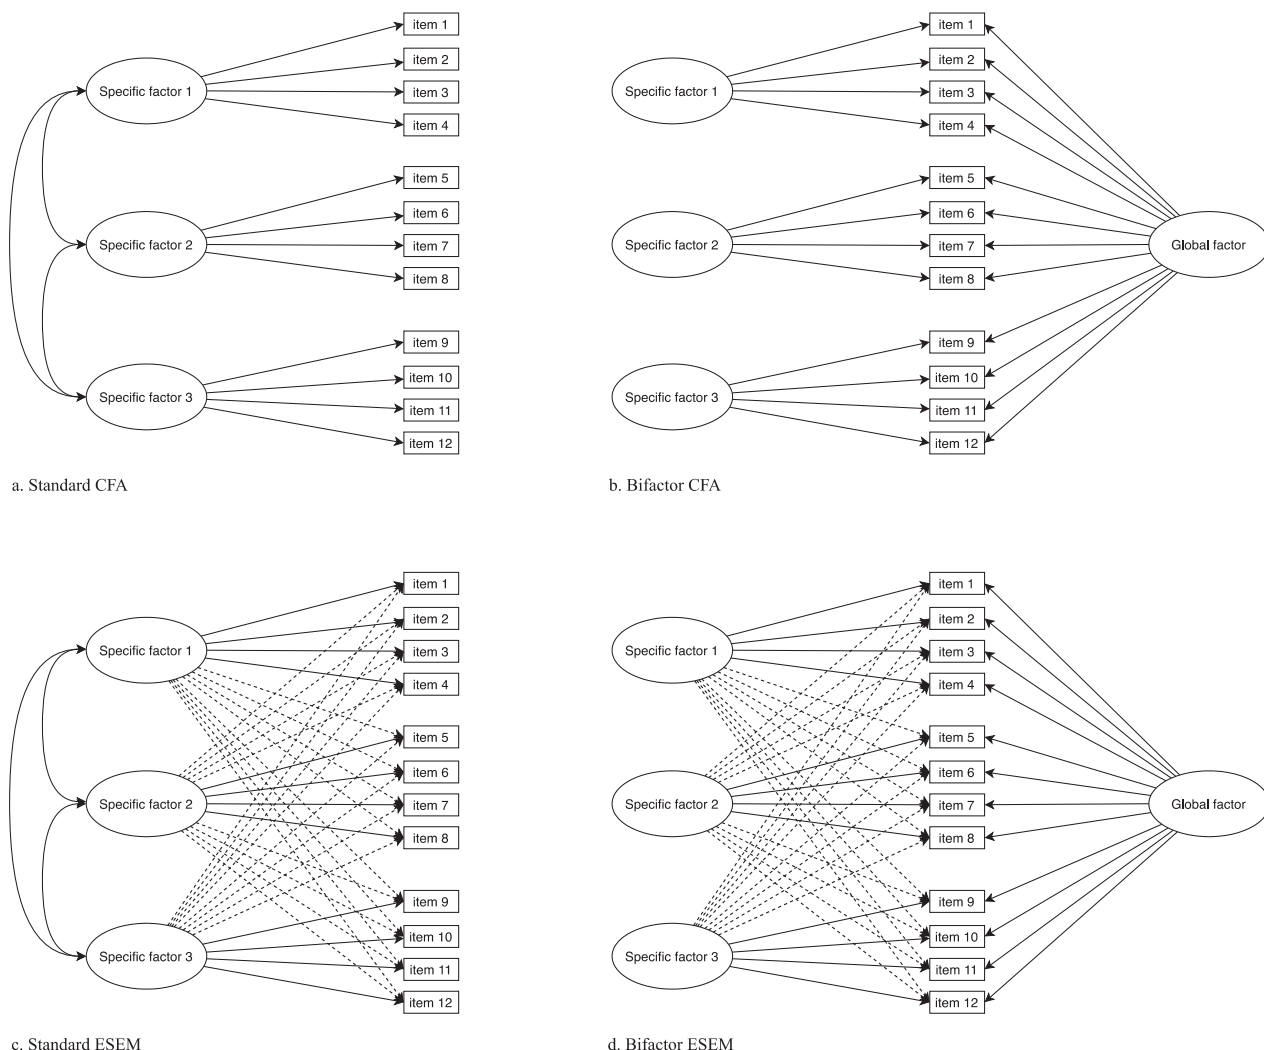 Specific factor 1
item 1
item 2
item 3
item 4
Specific factor 2
item 5
item 6
item 7
item 8
Specific factor 3
item 9
item 10
item 11
item 12
a. Standard CFA
Specific factor 1
item 1
item 2
item 3
item 4
Specific factor 2
item 5
item 6
item 7
item 8
Global factor
Specific factor 3
item 9
item 10
item 11
item 12
b. Bifactor CFA
Specific factor 1
item 1
item 2
item 3
item 4
Specific factor 2
item 5
item 6
item 7
item 8
Specific factor 3
item 9
item 10
item 11
item 12
c. Standard ESEM
Specific factor 1
item 1
item 2
item 3
item 4
Specific factor 2
item 5
item 6
item 7
item 8
Global factor
Specific factor 3
item 9
item 10
item 11
item 12
d. Bifactor ESEM